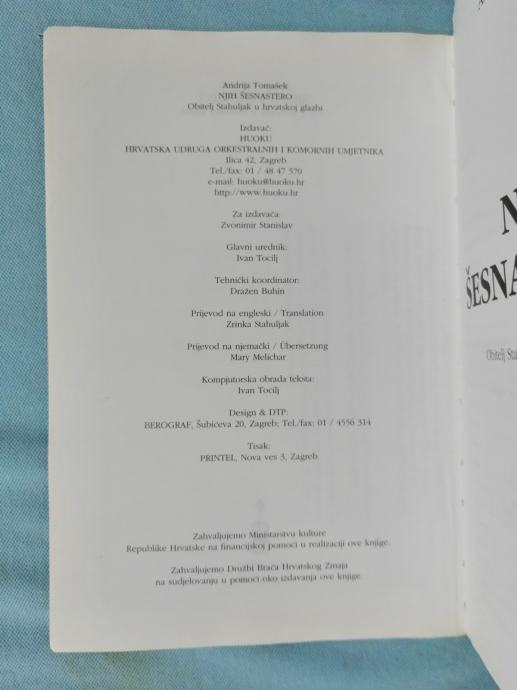 Andrija Tomašek
NJIH ŠESNASTERO
Obitelj Stahuljak u hrvatskoj glazbi
Izdavač:
HUOKU
HRVATSKA UDRUGA ORKESTRALNIH I KOMORNIH UMJETNIKA
Ilica 42, Zagreb
Tel./fax: 01 / 48 47 570
e-mail: huoku@huoku.hr
http://www.huoku.hr
Za izdavača:
Zvonimir Stanislav
Glavni urednik:
Ivan Tocilj
Tehnički koordinator:
Dražen Buhin
Prijevod na engleski / Translation
Zrinka Stahuljak
Prijevod na njemački / Übersetzung
Mary Melichar
Kompjutorska obrada teksta:
Ivan Tocilj
Design & DTP:
BEROGRAF, Šubićeva 20, Zagreb; Tel./fax: 01 / 4556 314
Tisak:
PRINTEL, Nova ves 3, Zagreb
Zahvaljujemo Ministarstvu kulture
Republike Hrvatske na financijskoj pomoći u realizaciji ove knjige.
Zahvaljujemo Družbi Braća Hrvatskog Zmaja
na sudjelovanju u pomoći oko izdavanja ove knjige.
N
ŠESNA
Obitelj Sta